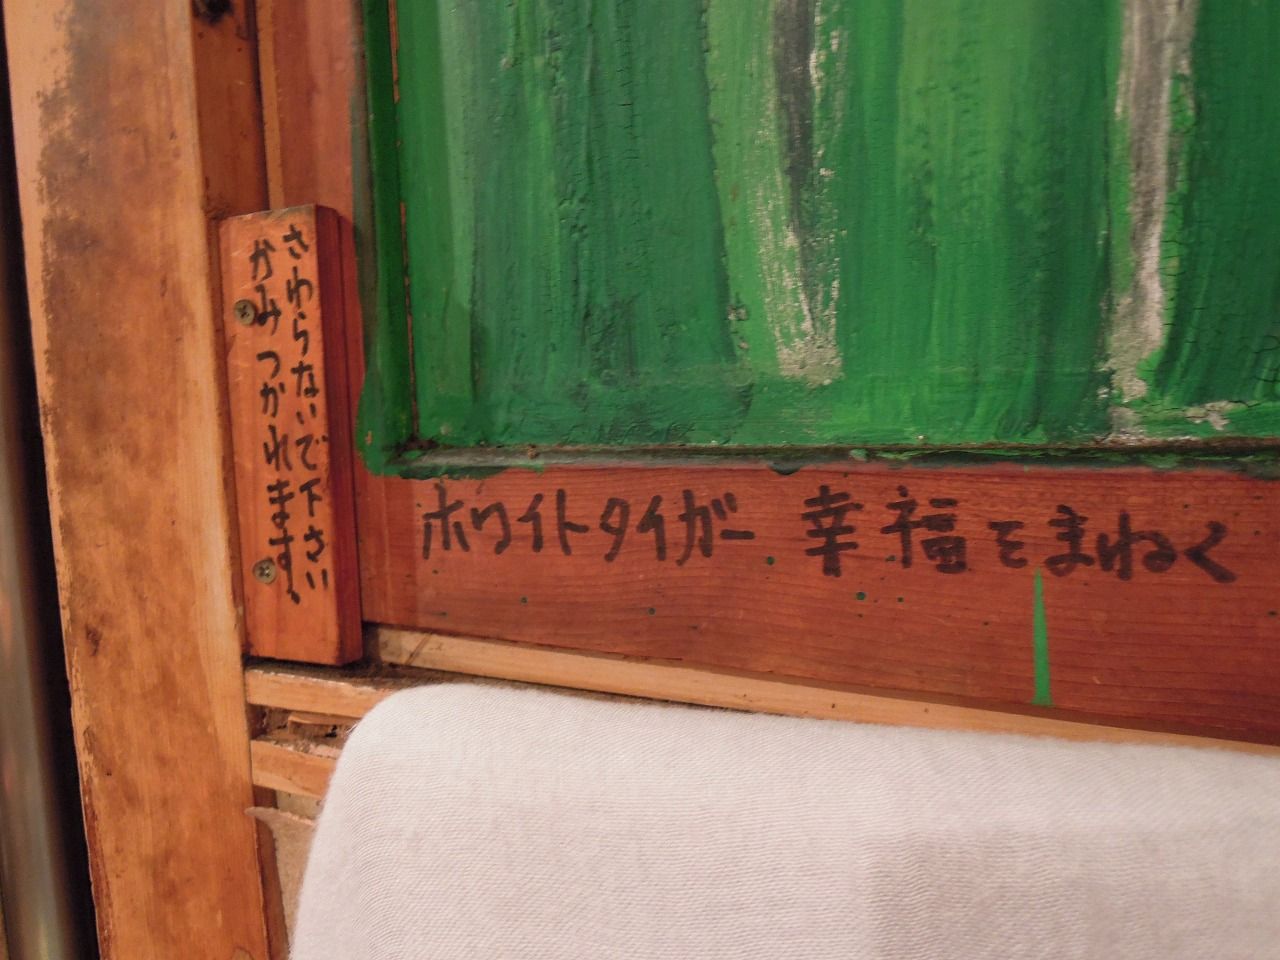 さわらないで下さい
かみつかれます、
ホワイトタイガー 幸福をまねく